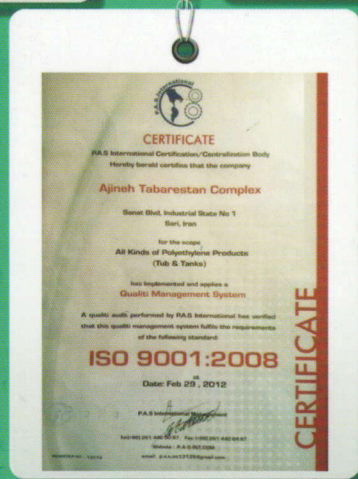 P.A.S International
CERTIFICATE
P.A.S International Certification/Centralization Body
Hereby herald certifies that the company
Ajineh Tabarestan Complex
Sanat Blvd, Industrial State No 1
Sari, Iran
for the scope
All Kinds of Polyethylene Products
(Tub & Tanks)
has implemented and applies a
Qualiti Management System
A qualiti audit performed by P.A.S International has verified
that this qualiti management system fulfils the requirements
of the following standard:
ISO 9001:2008
Date: Feb 29 , 2012
P.A.S International
Website : P.A.S-INT.COM
CERTIFICATE